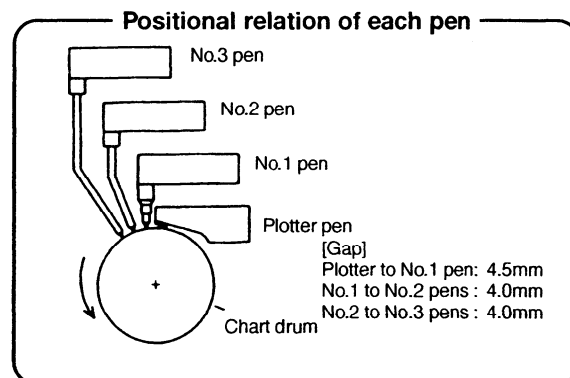 Positional relation of each pen
No.3 pen
No.2 pen
No.1 pen
Plotter pen
[Gap]
Plotter to No.1 pen: 4.5mm
No.1 to No.2 pens : 4.0mm
No.2 to No.3 pens : 4.0mm
Chart drum